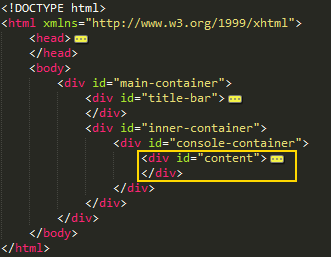 <!DOCTYPE html>
<html xmlns="http://www.w3.org/1999/xhtml">
<head>
</head>
<body>
<div id="main-container">
<div id="title-bar">
</div>
<div id="inner-container">
<div id="console-container">
<div id="content">
</div>
</div>
</div>
</div>
</body>
</html>